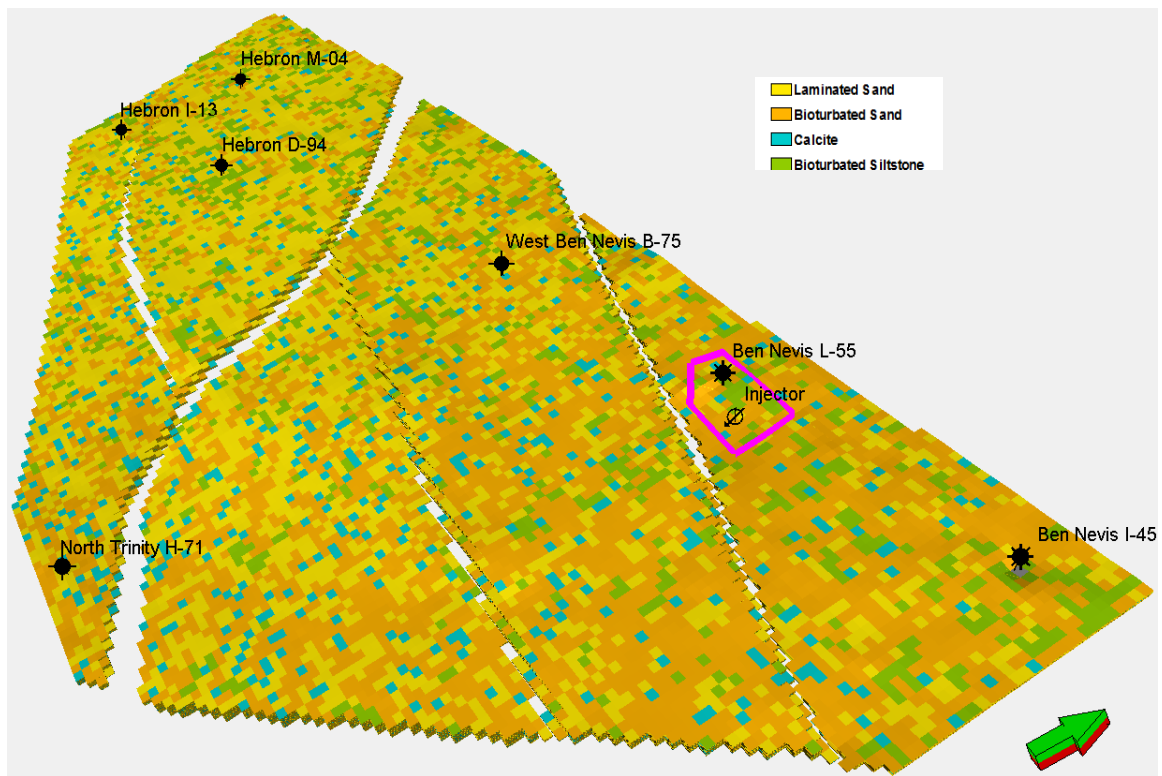 Hebron M-04
Hebron I-13
Hebron D-94
Laminated Sand
Bioturbated Sand
Calcite
Bioturbated Siltstone
West Ben Nevis B-75
Ben Nevis L-55
Injector
North Trinity H-71
Ben Nevis I-45